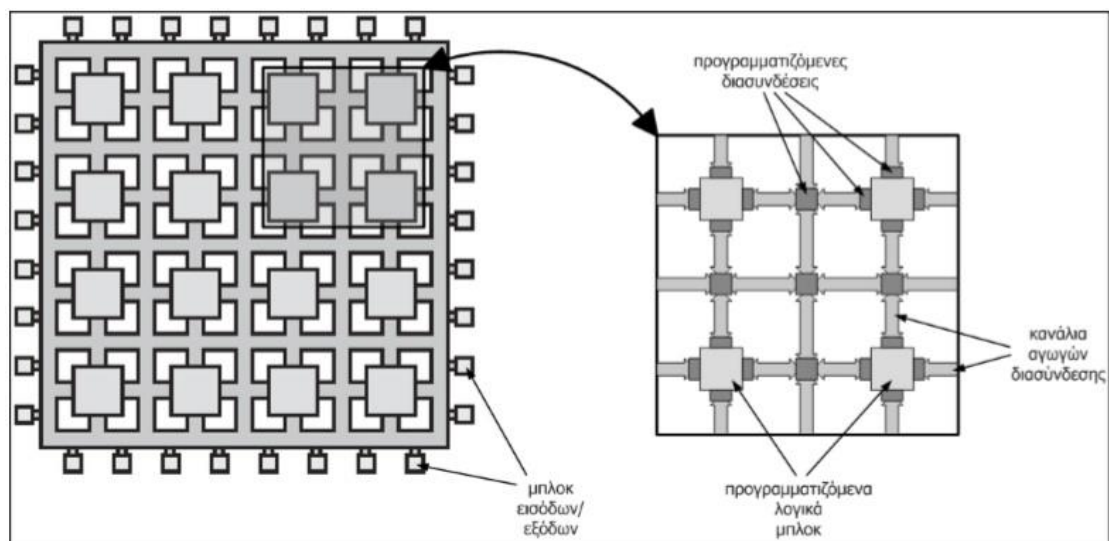 προγραμματιζόμενες
διασυνδέσεις
κανάλια
αγωγών
διασύνδεσης
μπλοκ
εισόδων/
εξόδων
προγραμματιζόμενα
λογικά
μπλοκ